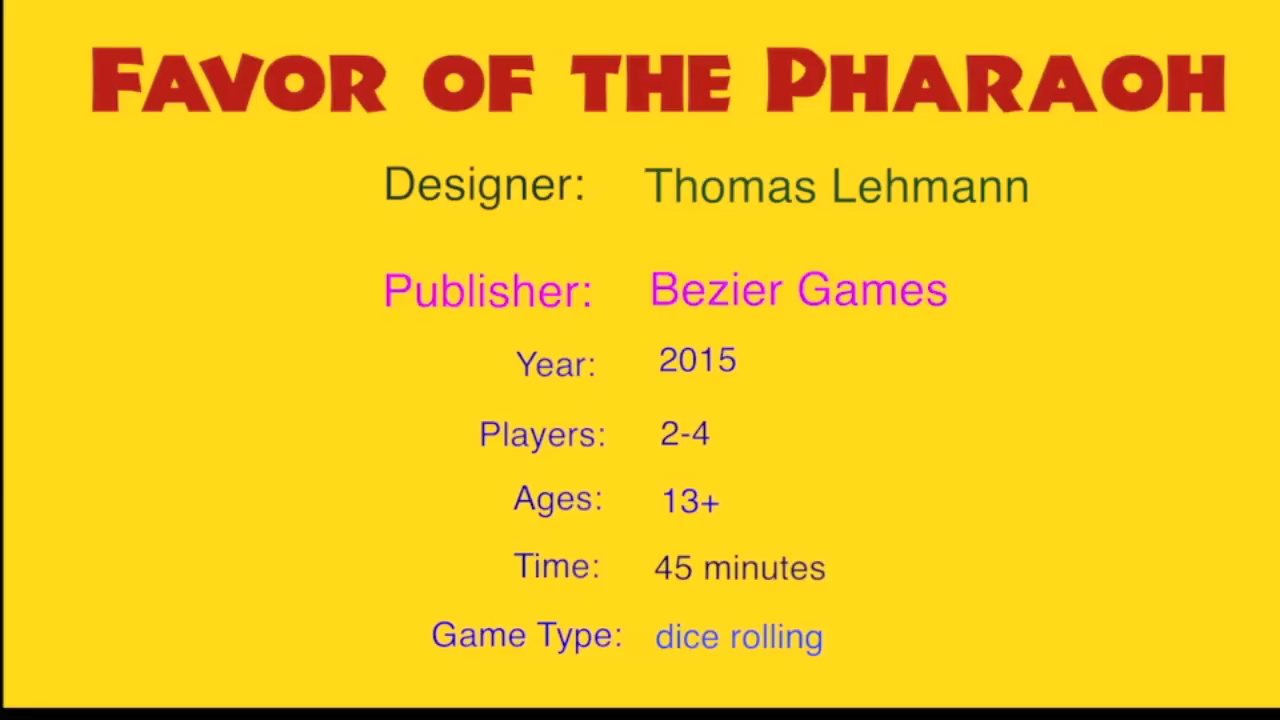 FAVOR OF THE PHARAOH
Designer: Thomas Lehmann
Publisher: Bezier Games
Year: 2015
Players: 2-4
Ages: 13+
Time: 45 minutes
Game Type: dice rolling